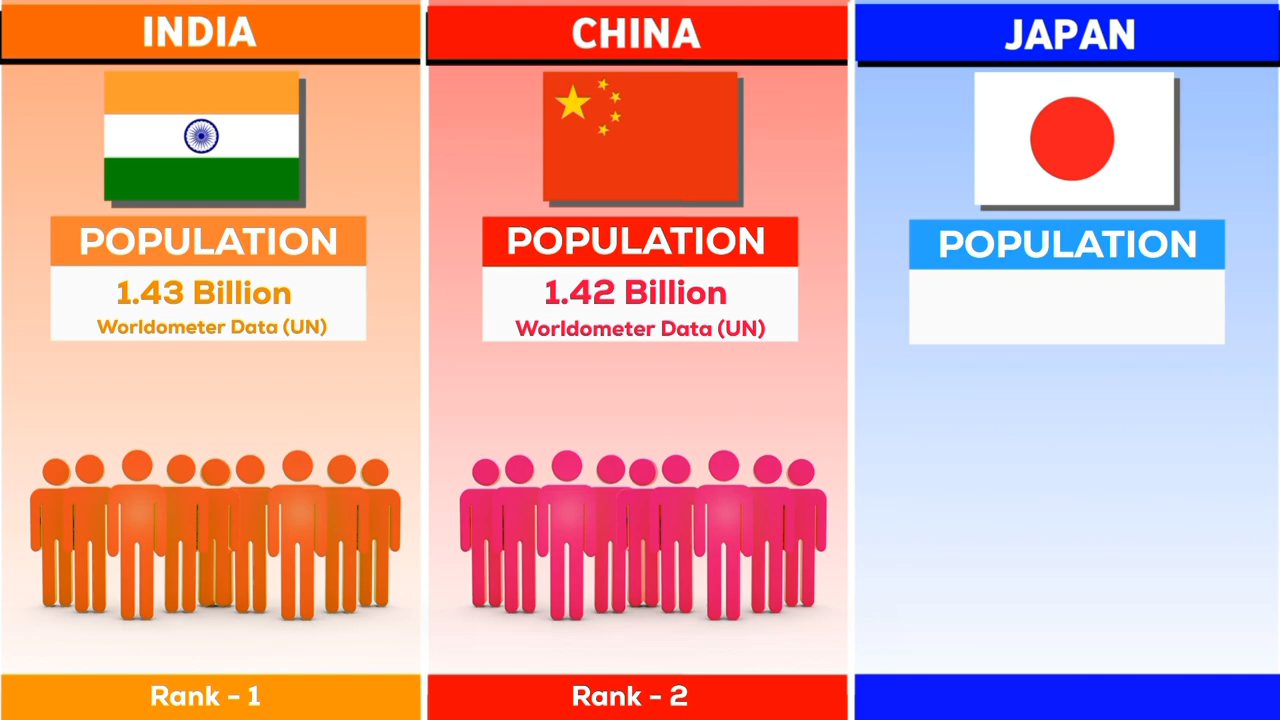 INDIA
POPULATION
1.43 Billion
Worldometer Data (UN)
Rank - 1
CHINA
POPULATION
1.42 Billion
Worldometer Data (UN)
Rank - 2
JAPAN
POPULATION